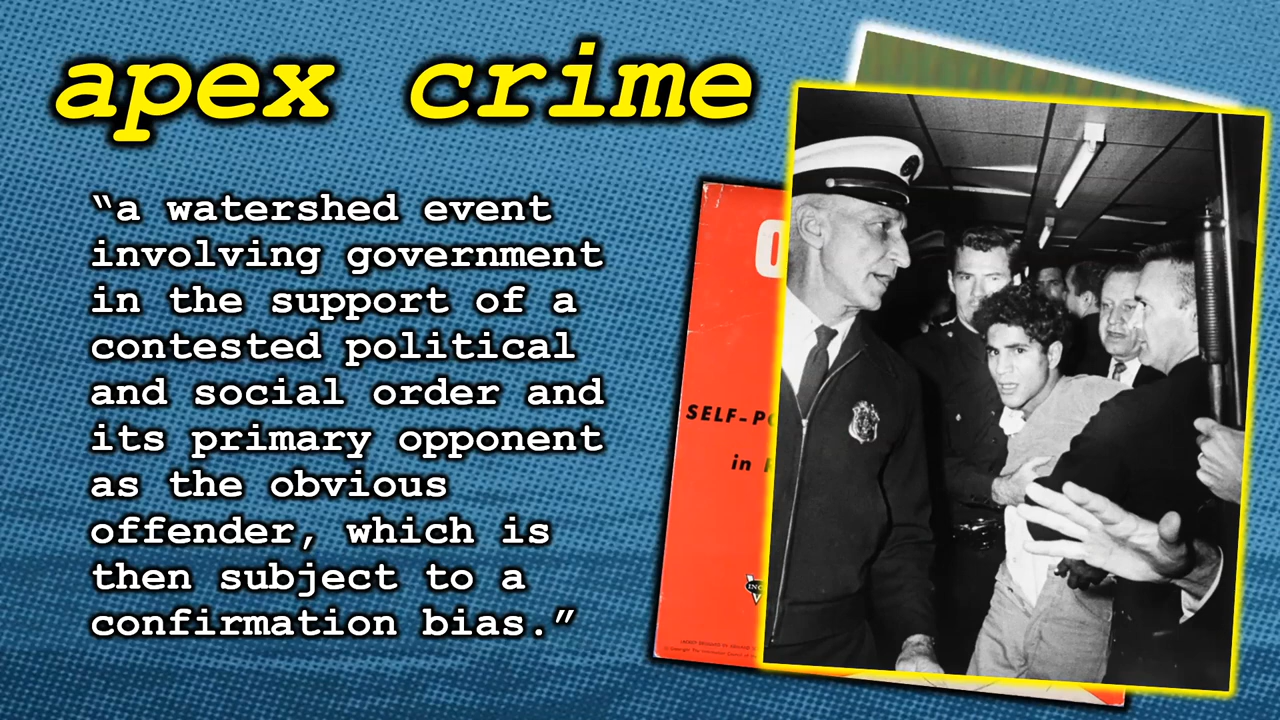 apex crime
“a watershed event
involving government
in the support of a
contested political
and social order and
its primary opponent
as the obvious
offender, which is
then subject to a
confirmation bias.”
SELF-
in